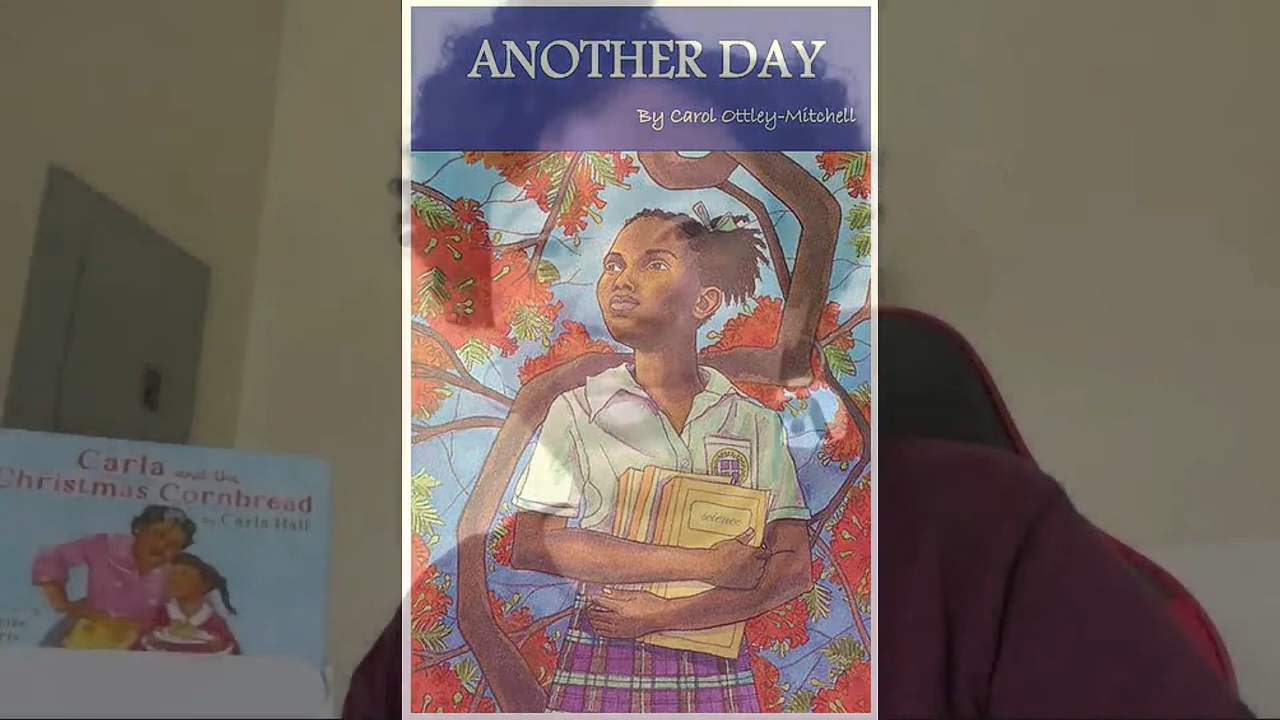 ANOTHER DAY
By Carol Ottley-Mitchell
science
Carla and the
Christmas Cornbread
by Carla Hall